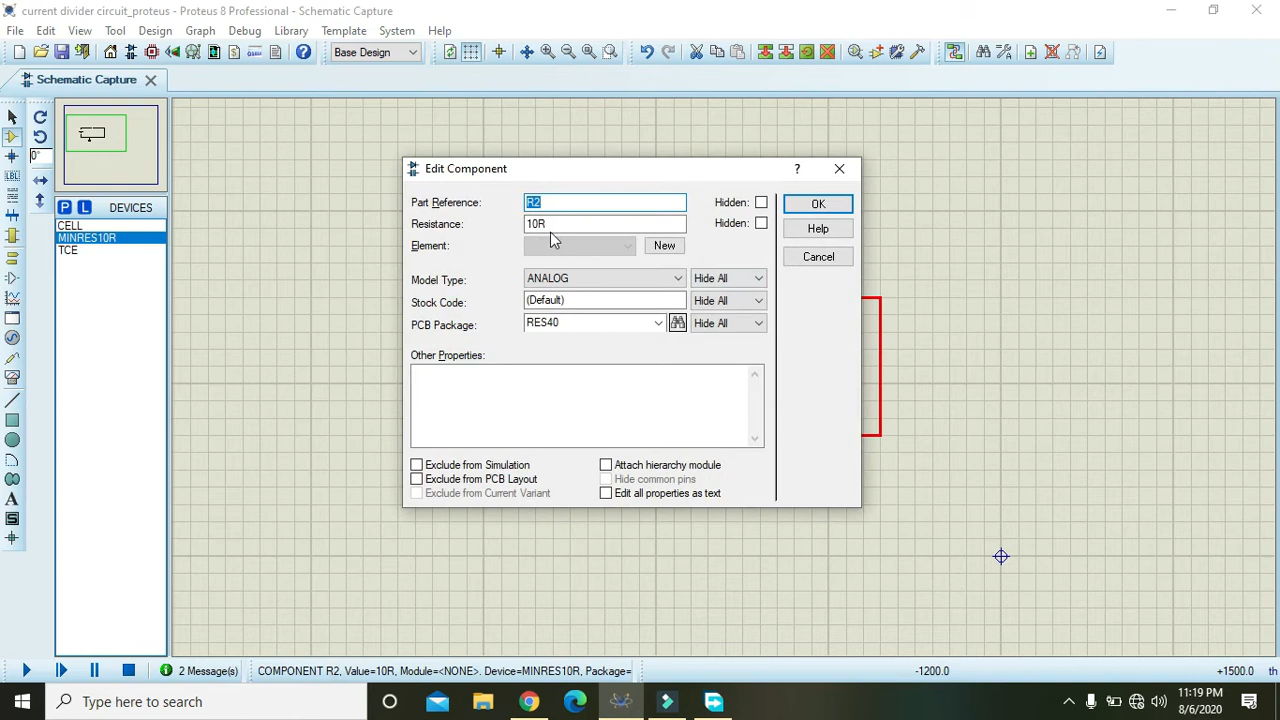 current divider circuit_proteus - Proteus 8 Professional - Schematic Capture
File Edit View Tool Design Graph Debug Library Template System Help
Base Design
Schematic Capture
0°
LBL
P L DEVICES
CELL
MINRES10R
TCE
A
S
Edit Component
?
Part Reference: R2 Hidden: OK
Resistance: 10R Hidden: Help
Element: New Cancel
Model Type: ANALOG Hide All
Stock Code: (Default) Hide All
PCB Package: RES40 Hide All
Other Properties:
Exclude from Simulation Attach hierarchy module
Exclude from PCB Layout Hide common pins
Exclude from Current Variant Edit all properties as text
2 Message(s) COMPONENT R2, Value=10R, Module=<NONE>. Device=MINRES10R, Package= -1200.0 +1500.0 th
Type here to search
11:19 PM
8/6/2020